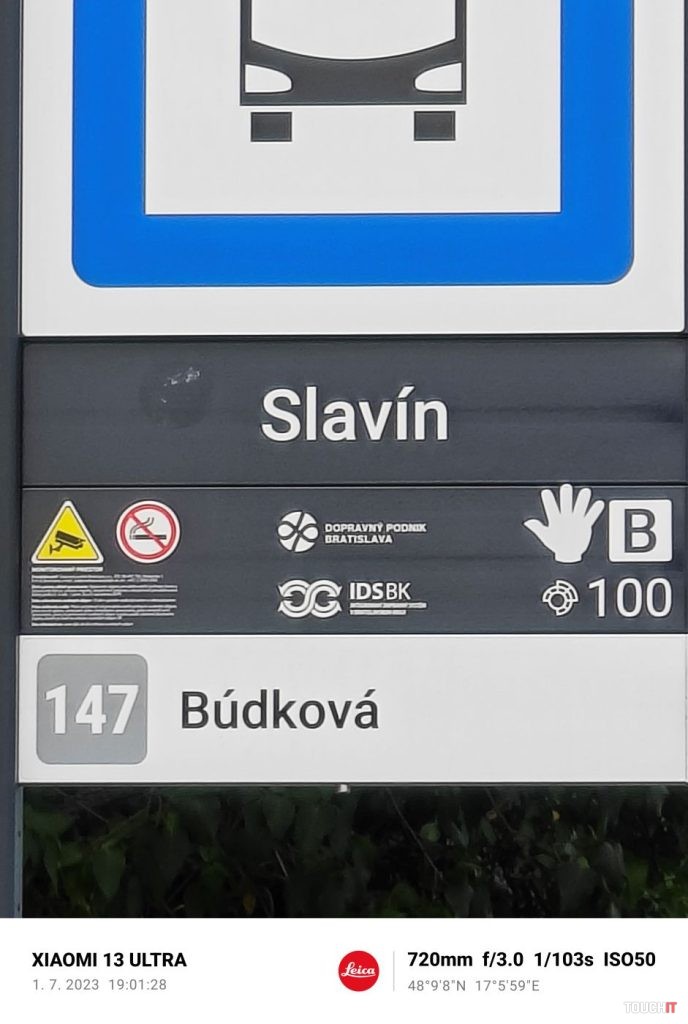 Slavín
DOPRAVNÝ PODNIK
BRATISLAVA
B
IDSBK
100
147 Búdková
XIAOMI 13 ULTRA
1. 7. 2023 19:01:28
Leica
720mm f/3.0 1/103s ISO50
48°9'8"N 17°5'59"E
TOUCHIT